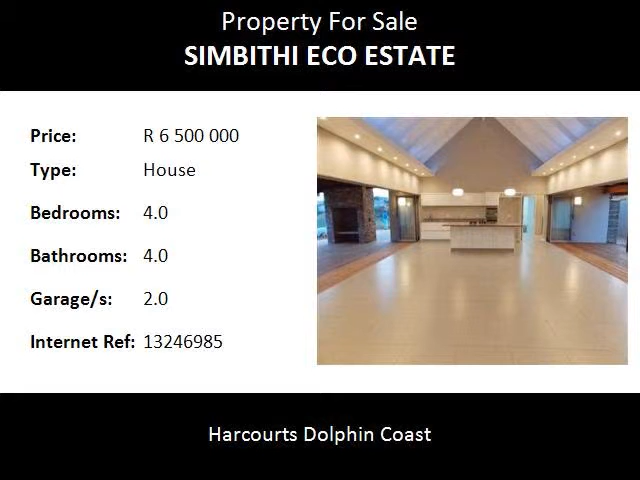 Property For Sale
SIMBITHI ECO ESTATE
Price: R 6 500 000
Type: House
Bedrooms: 4.0
Bathrooms: 4.0
Garage/s: 2.0
Internet Ref: 13246985
Harcourts Dolphin Coast